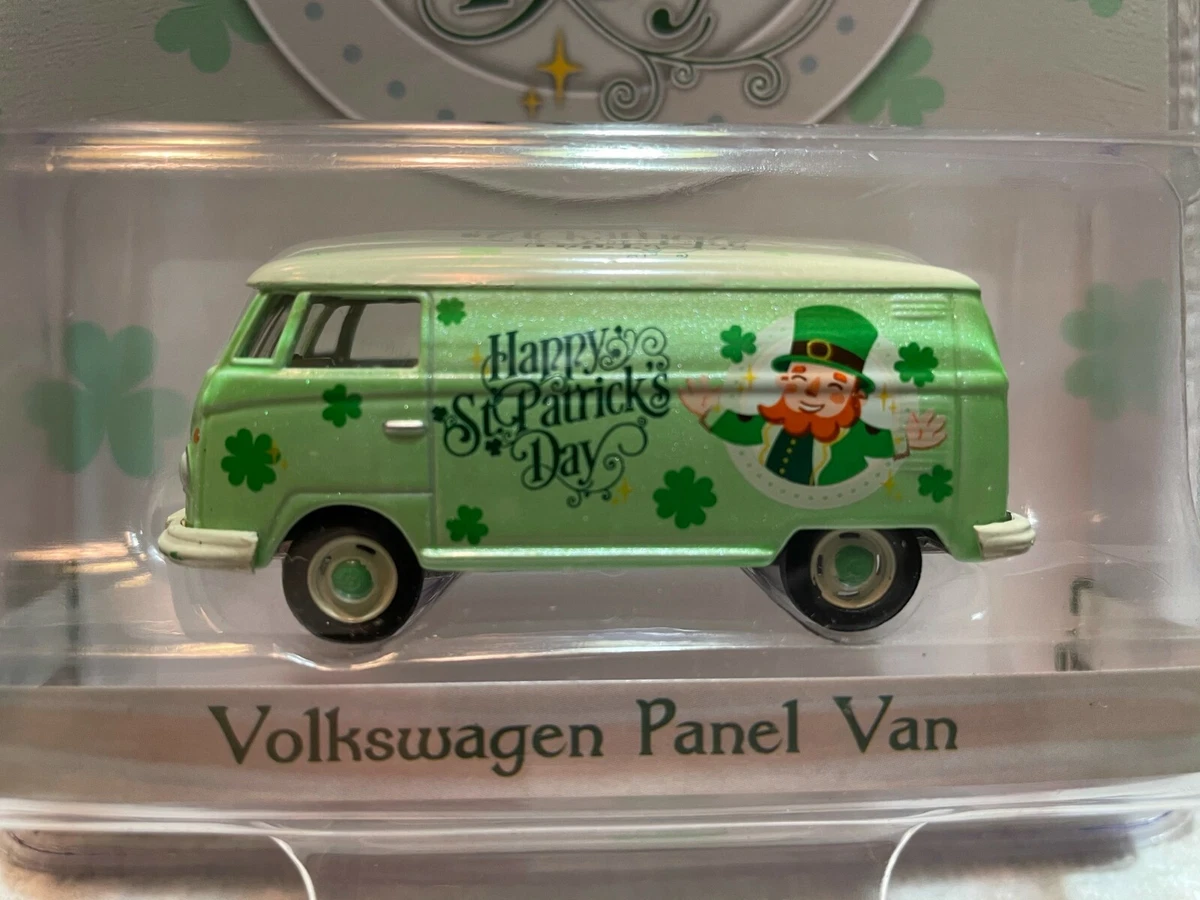 Happy
St. Patrick's
Day
Volkswagen Panel Van